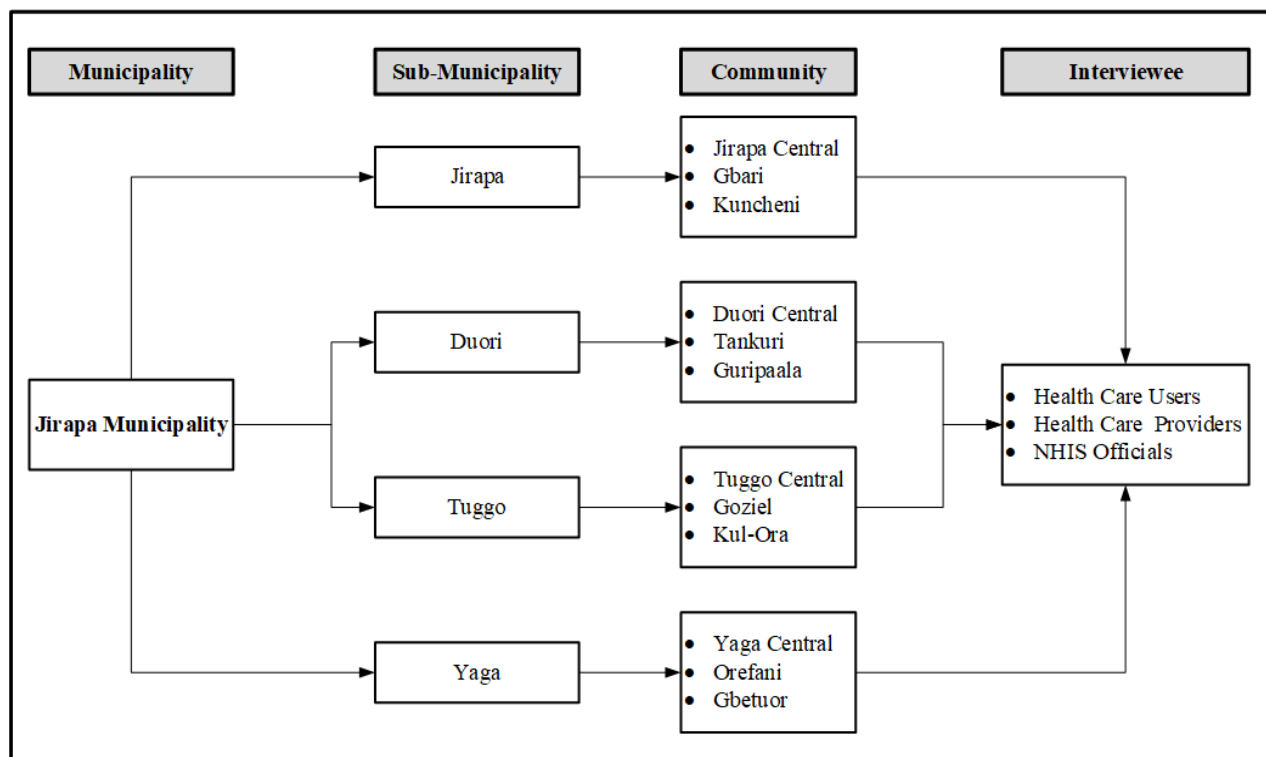 Municipality
Sub-Municipality
Community
Interviewee
Jirapa Municipality
Jirapa
Duori
Tuggo
Yaga
• Jirapa Central
• Gbari
• Kuncheni
• Duori Central
• Tankuri
• Guripaala
• Tuggo Central
• Goziel
• Kul-Ora
• Yaga Central
• Orefani
• Gbetuor
• Health Care Users
• Health Care Providers
• NHIS Officials